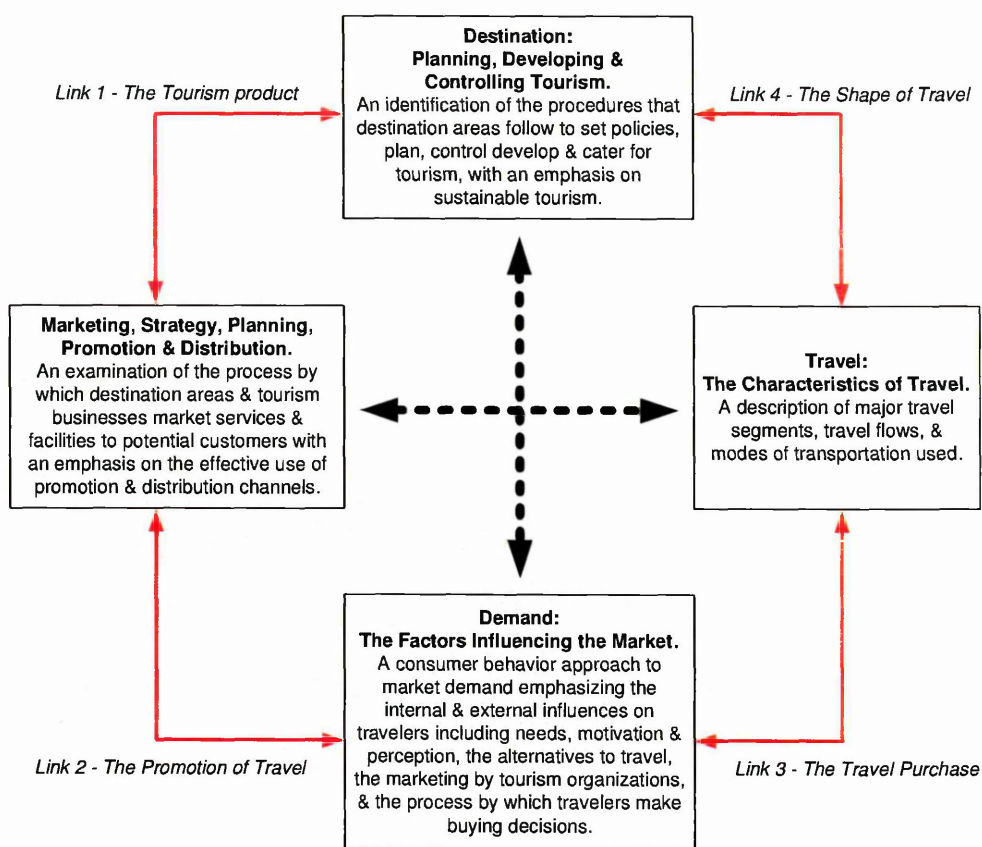 Destination:
Planning, Developing &
Controlling Tourism.
An identification of the procedures that
destination areas follow to set policies,
plan, control develop & cater for
tourism, with an emphasis on
sustainable tourism.
Link 1 - The Tourism product
Link 4 - The Shape of Travel
Marketing, Strategy, Planning,
Promotion & Distribution.
An examination of the process by
which destination areas & tourism
businesses market services &
facilities to potential customers with
an emphasis on the effective use of
promotion & distribution channels.
Travel:
The Characteristics of Travel.
A description of major travel
segments, travel flows, &
modes of transportation used.
Demand:
The Factors Influencing the Market.
A consumer behavior approach to
market demand emphasizing the
internal & external influences on
travelers including needs, motivation &
perception, the alternatives to travel,
the marketing by tourism organizations,
& the process by which travelers make
buying decisions.
Link 2 - The Promotion of Travel
Link 3 - The Travel Purchase